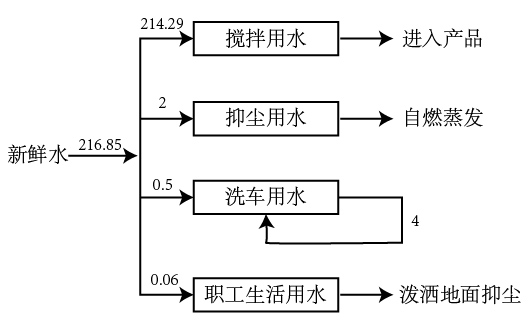 214.29
搅拌用水
进入产品
2
抑尘用水
自燃蒸发
新鲜水
216.85
0.5
洗车用水
4
0.06
职工生活用水
泼洒地面抑尘